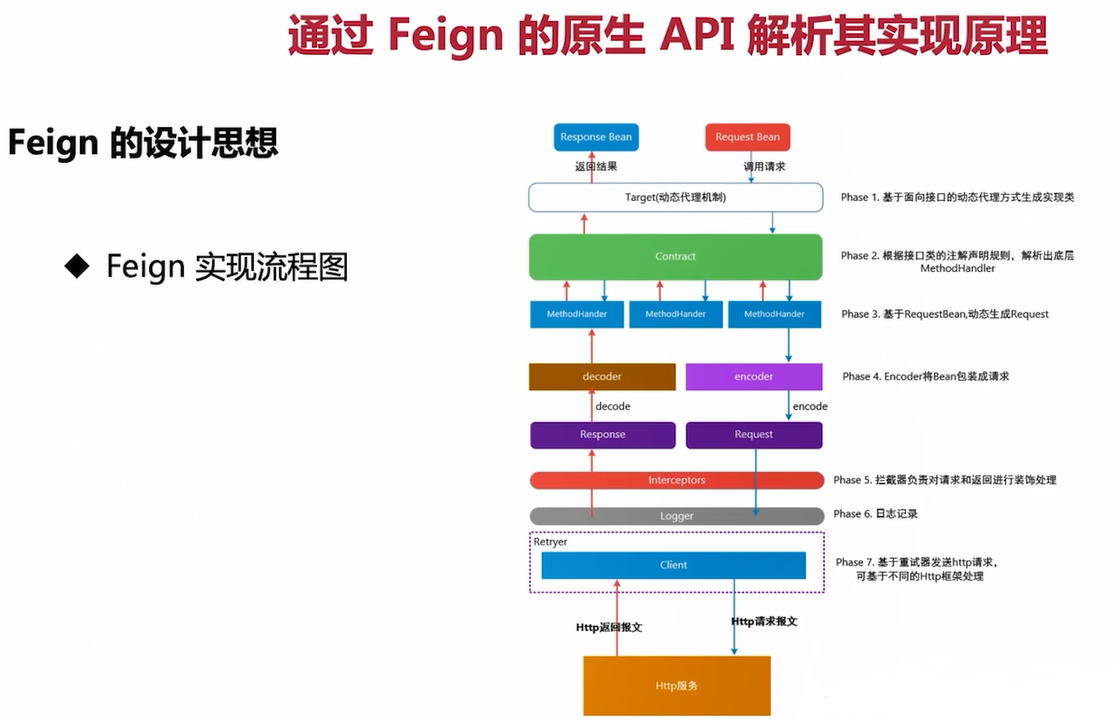 通过 Feign 的原生 API 解析其实现原理
Feign 的设计思想
◆ Feign 实现流程图
Response Bean
Request Bean
返回结果
调用请求
Target(动态代理机制)
Phase 1. 基于面向接口的动态代理方式生成实现类
Contract
Phase 2. 根据接口类的注解声明规则，解析出底层
MethodHandler
MethodHander
MethodHander
MethodHander
Phase 3. 基于RequestBean,动态生成Request
decoder
encoder
Phase 4. Encoder将Bean包装成请求
decode
encode
Response
Request
Interceptors
Phase 5. 拦截器负责对请求和返回进行装饰处理
Logger
Phase 6. 日志记录
Retryer
Client
Phase 7. 基于重试器发送http请求，
可基于不同的Http框架处理
Http返回报文
Http请求报文
Http服务